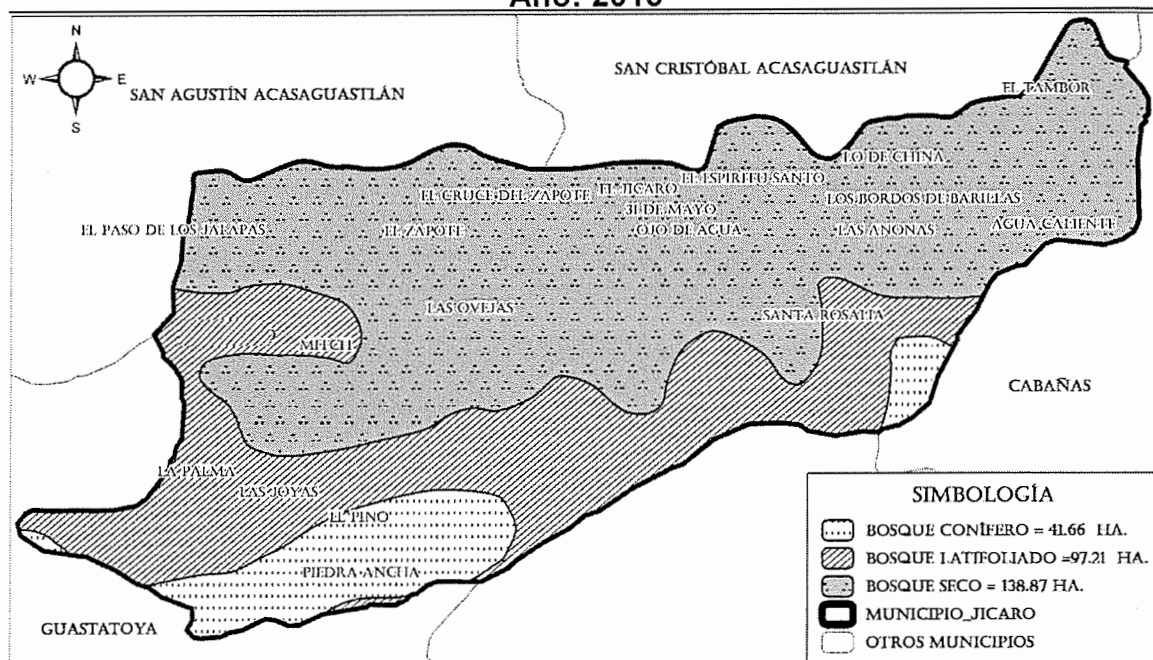 N
W E
S
SAN AGUSTÍN ACASAGUASTLÁN
SAN CRISTÓBAL ACASAGUASTLÁN
EL TAMBOR
LO DE CHINA
EL ESPIRITU SANTO
EL JICARO
EL CRUCE DEL ZAPOTE
LOS BORDOS DE BARILLAS
31 DE MAYO
AGUA CALIENTE
EL PASO DE LOS JALAPAS
EL ZAPOTE
OJO DE AGUA
LAS ANONAS
LAS OVEJAS
SANTA ROSALIA
MITCH
CABAÑAS
LA PALMA
LAS JOYAS
EL PINO
PIEDRA ANCHA
GUASTATOYA
SIMBOLOGÍA
BOSQUE CONÍFERO = 41.66 HA.
BOSQUE LATIFOLIADO =97.21 HA.
BOSQUE SECO = 138.87 HA.
MUNICIPIO_JICARO
OTROS MUNICIPIOS